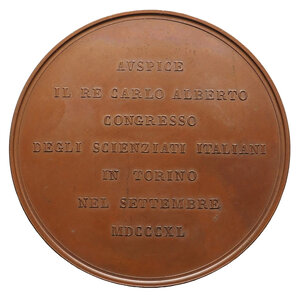 AVSPICE
IL RE CARLO ALBERTO
CONGRESSO
DEGLI SCIENZIATI ITALIANI
IN TORINO
NEL SETTEMBRE
MDCCCXL